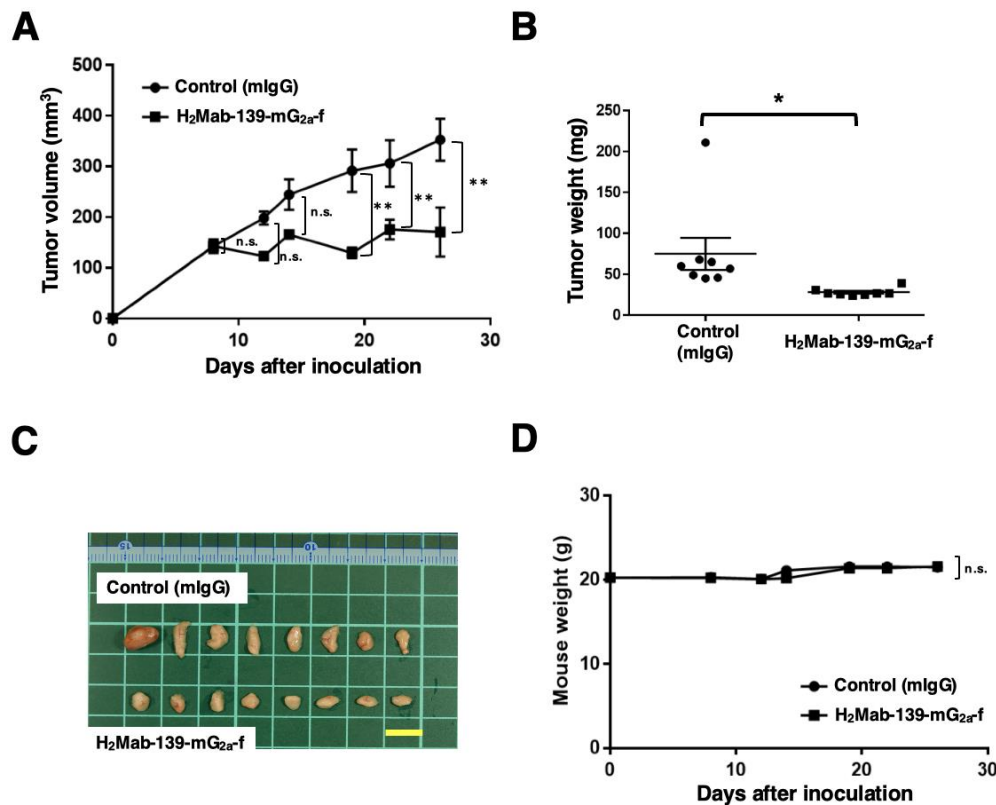 A
500
400
300
200
100
0
Tumor volume (mm³)
Control (mIgG)
H₂Mab-139-mG₂ₐ-f
n.s.
n.s.
n.s.
**
**
**
0
10
20
30
Days after inoculation
B
250
200
150
100
50
0
Tumor weight (mg)
*
Control
(mIgG)
H₂Mab-139-mG₂ₐ-f
C
15
10
Control (mIgG)
H₂Mab-139-mG₂ₐ-f
D
30
20
10
0
Mouse weight (g)
n.s.
Control (mIgG)
H₂Mab-139-mG₂ₐ-f
0
10
20
30
Days after inoculation